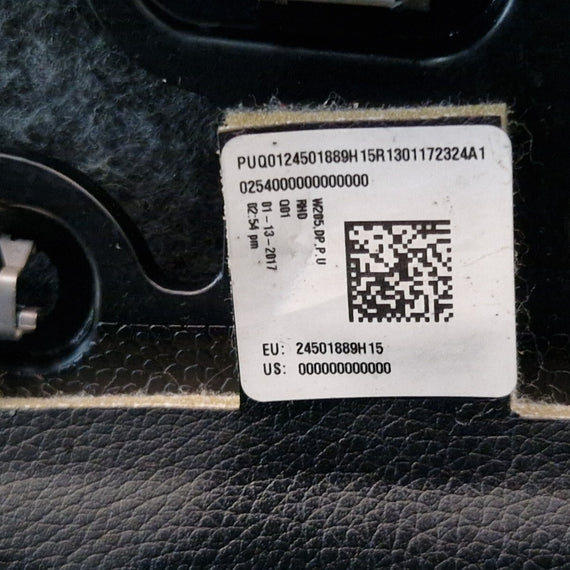 PUQ0124501889H15R1301172324A1
0254000000000000
W205,DP,P,U
RHD
Q01
01-13-2017
02:54 pm
EU: 24501889H15
US: 000000000000